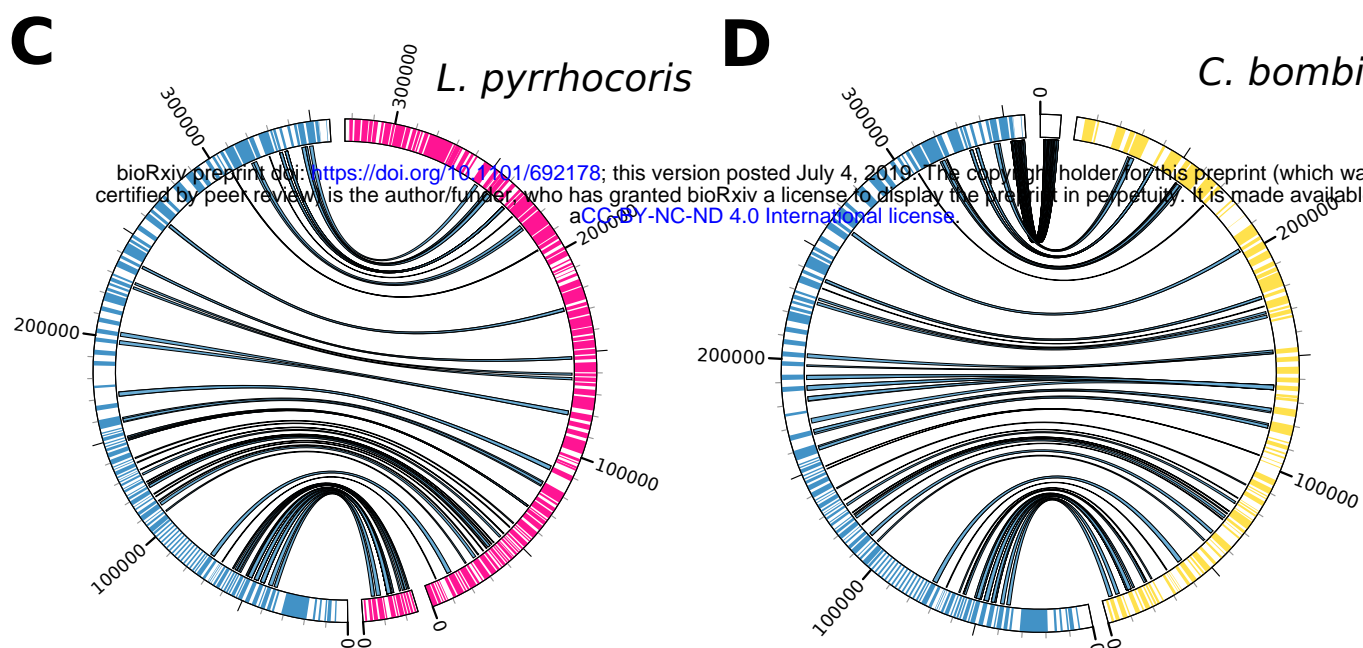 C
D
L. pyrrhocoris
C. bombi
300000
300000
300000
0
bioRxiv preprint doi: https://doi.org/10.1101/692178; this version posted July 4, 2019. The copyright holder for this preprint (which wa
certified by peer review) is the author/funder, who has granted bioRxiv a license to display the preprint in perpetuity. It is made availabl
aCC-BY-NC-ND 4.0 International license.
200000
200000
200000
200000
100000
100000
100000
100000
0
0
0
0
0